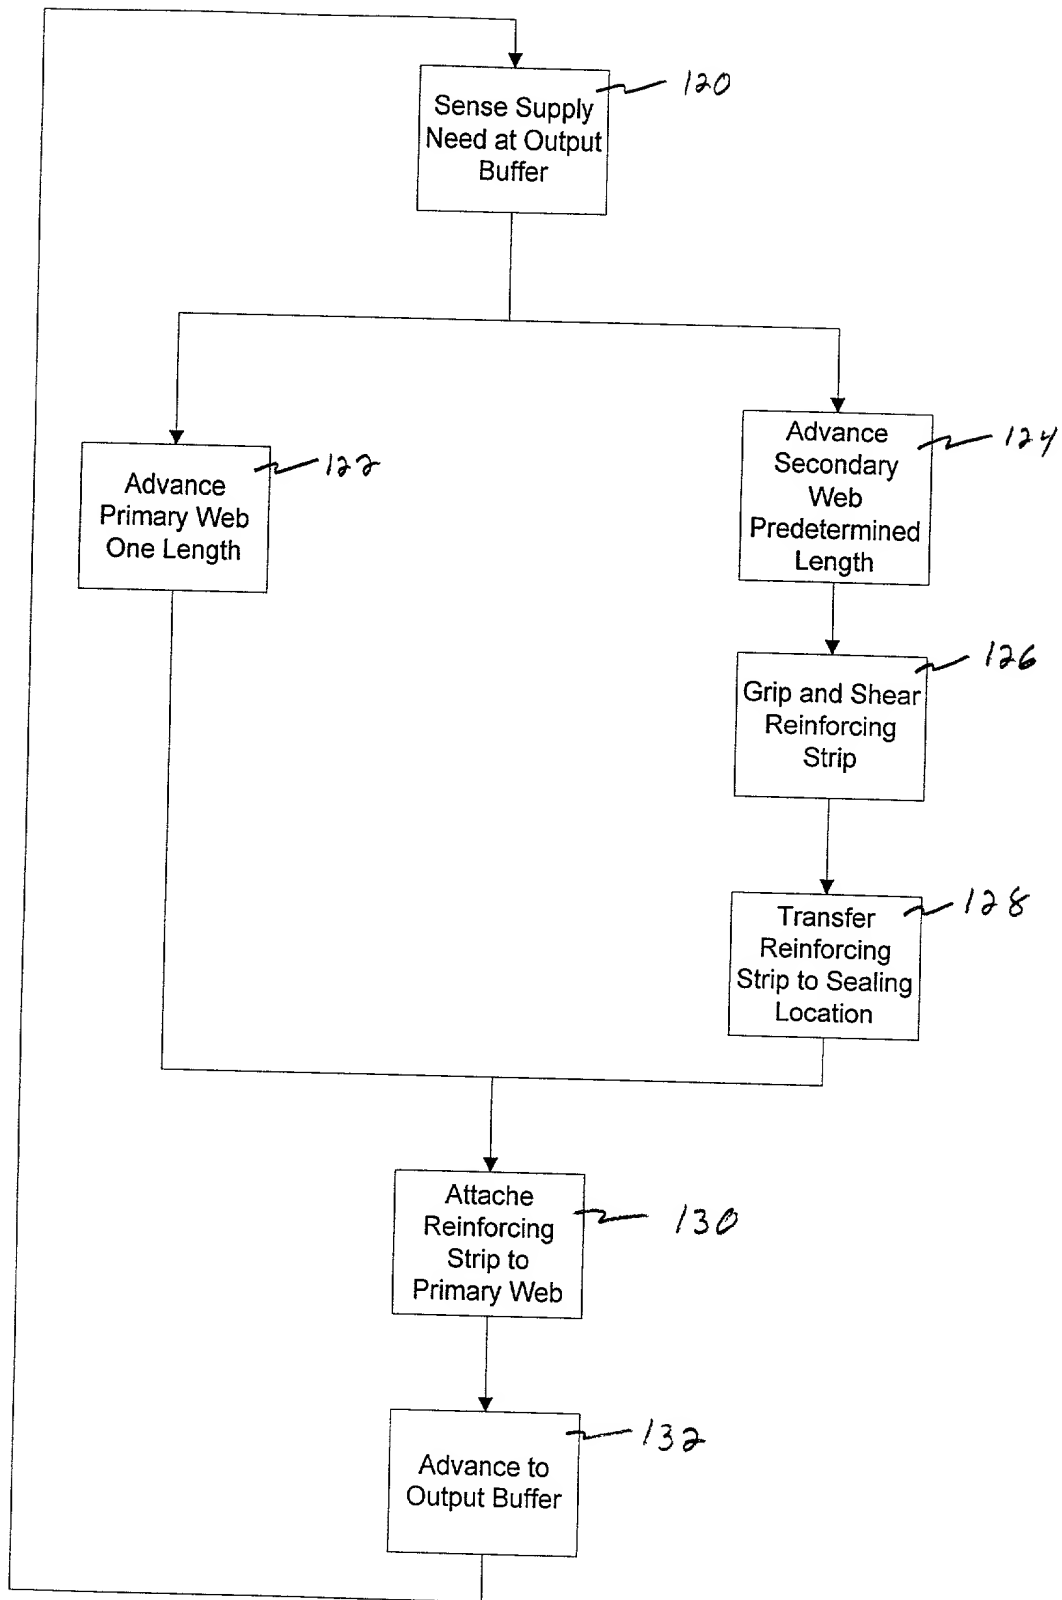 Sense Supply
Need at Output
Buffer
120
Advance
Primary Web
One Length
122
Advance
Secondary
Web
Predetermined
Length
124
Grip and Shear
Reinforcing
Strip
126
Transfer
Reinforcing
Strip to Sealing
Location
128
Attache
Reinforcing
Strip to
Primary Web
130
Advance to
Output Buffer
132